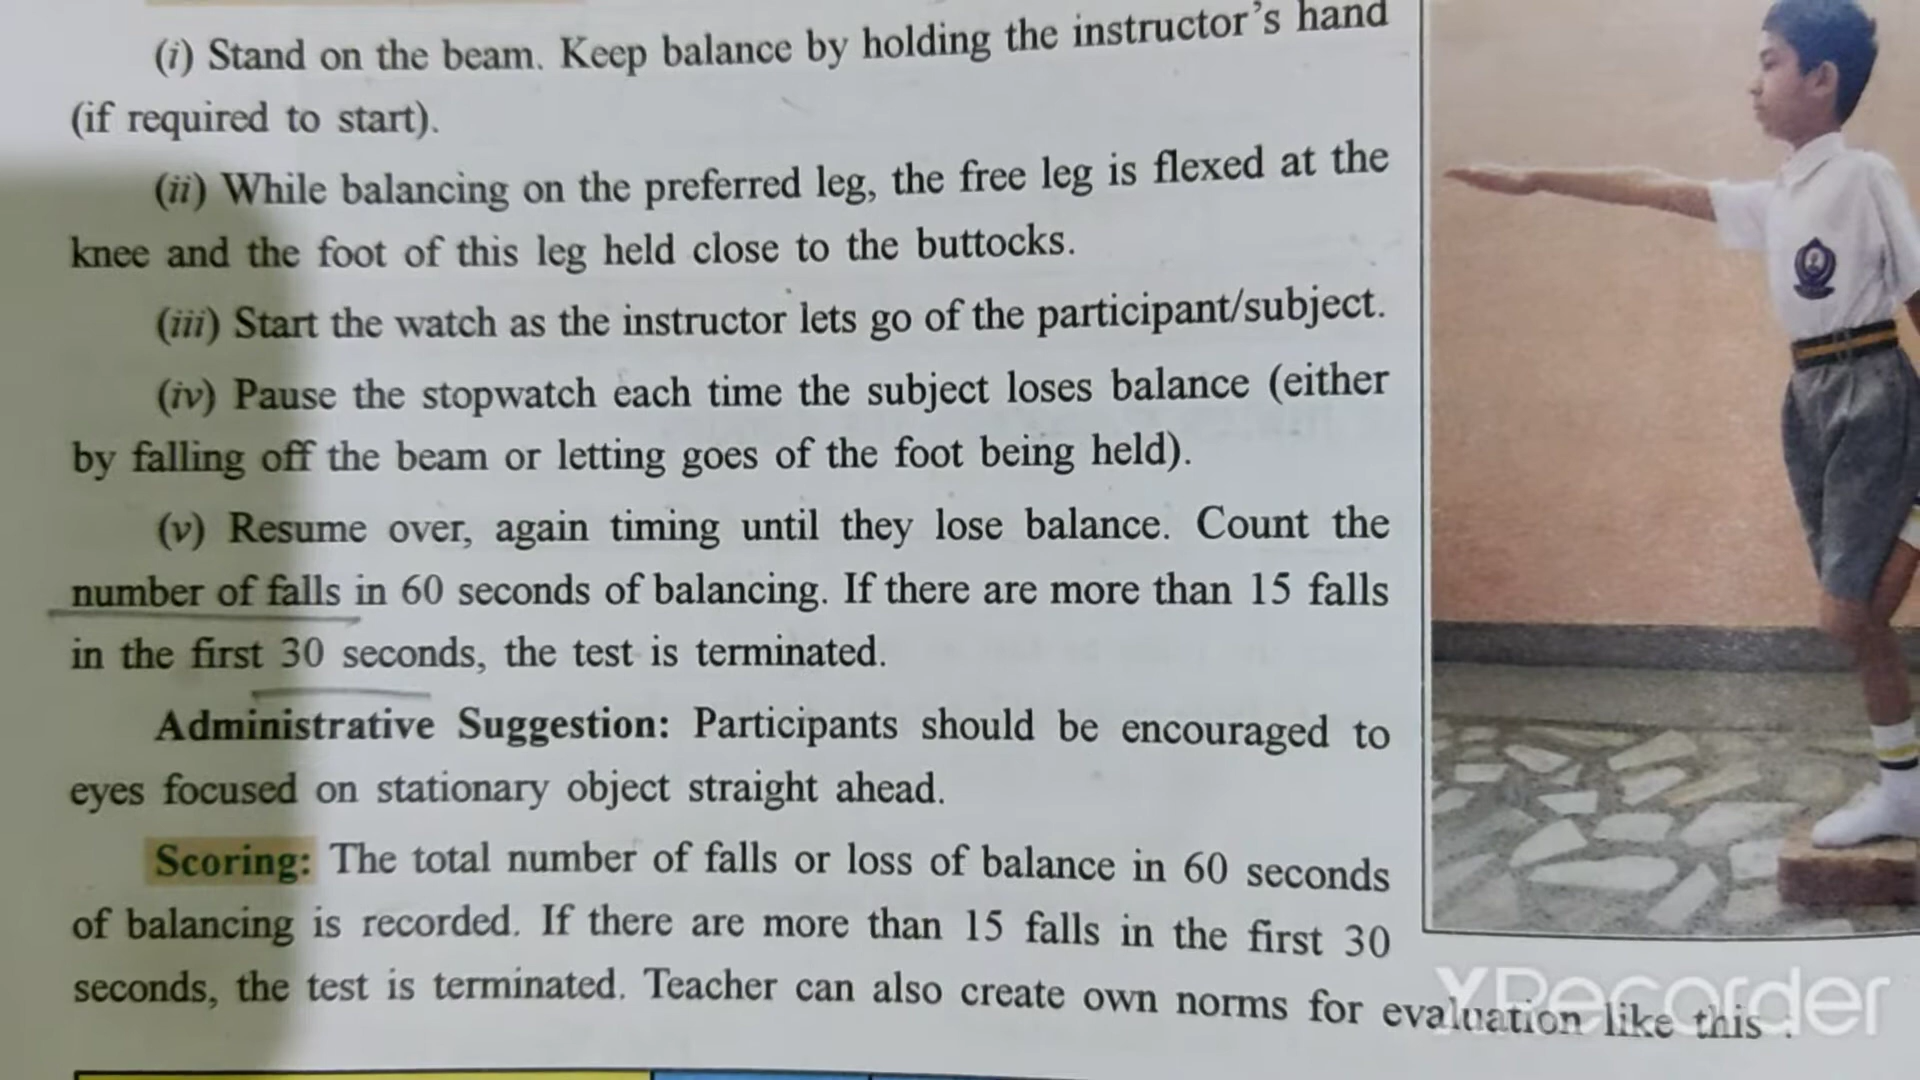 (i) Stand on the beam. Keep balance by holding the instructor's hand
(if required to start).
(ii) While balancing on the preferred leg, the free leg is flexed at the
knee and the foot of this leg held close to the buttocks.
(iii) Start the watch as the instructor lets go of the participant/subject.
(iv) Pause the stopwatch each time the subject loses balance (either
by falling off the beam or letting goes of the foot being held).
(v) Resume over, again timing until they lose balance. Count the
number of falls in 60 seconds of balancing. If there are more than 15 falls
in the first 30 seconds, the test is terminated.
Administrative Suggestion: Participants should be encouraged to
eyes focused on stationary object straight ahead.
Scoring: The total number of falls or loss of balance in 60 seconds
of balancing is recorded. If there are more than 15 falls in the first 30
seconds, the test is terminated. Teacher can also create own norms for evaluation like this :
XRecorder